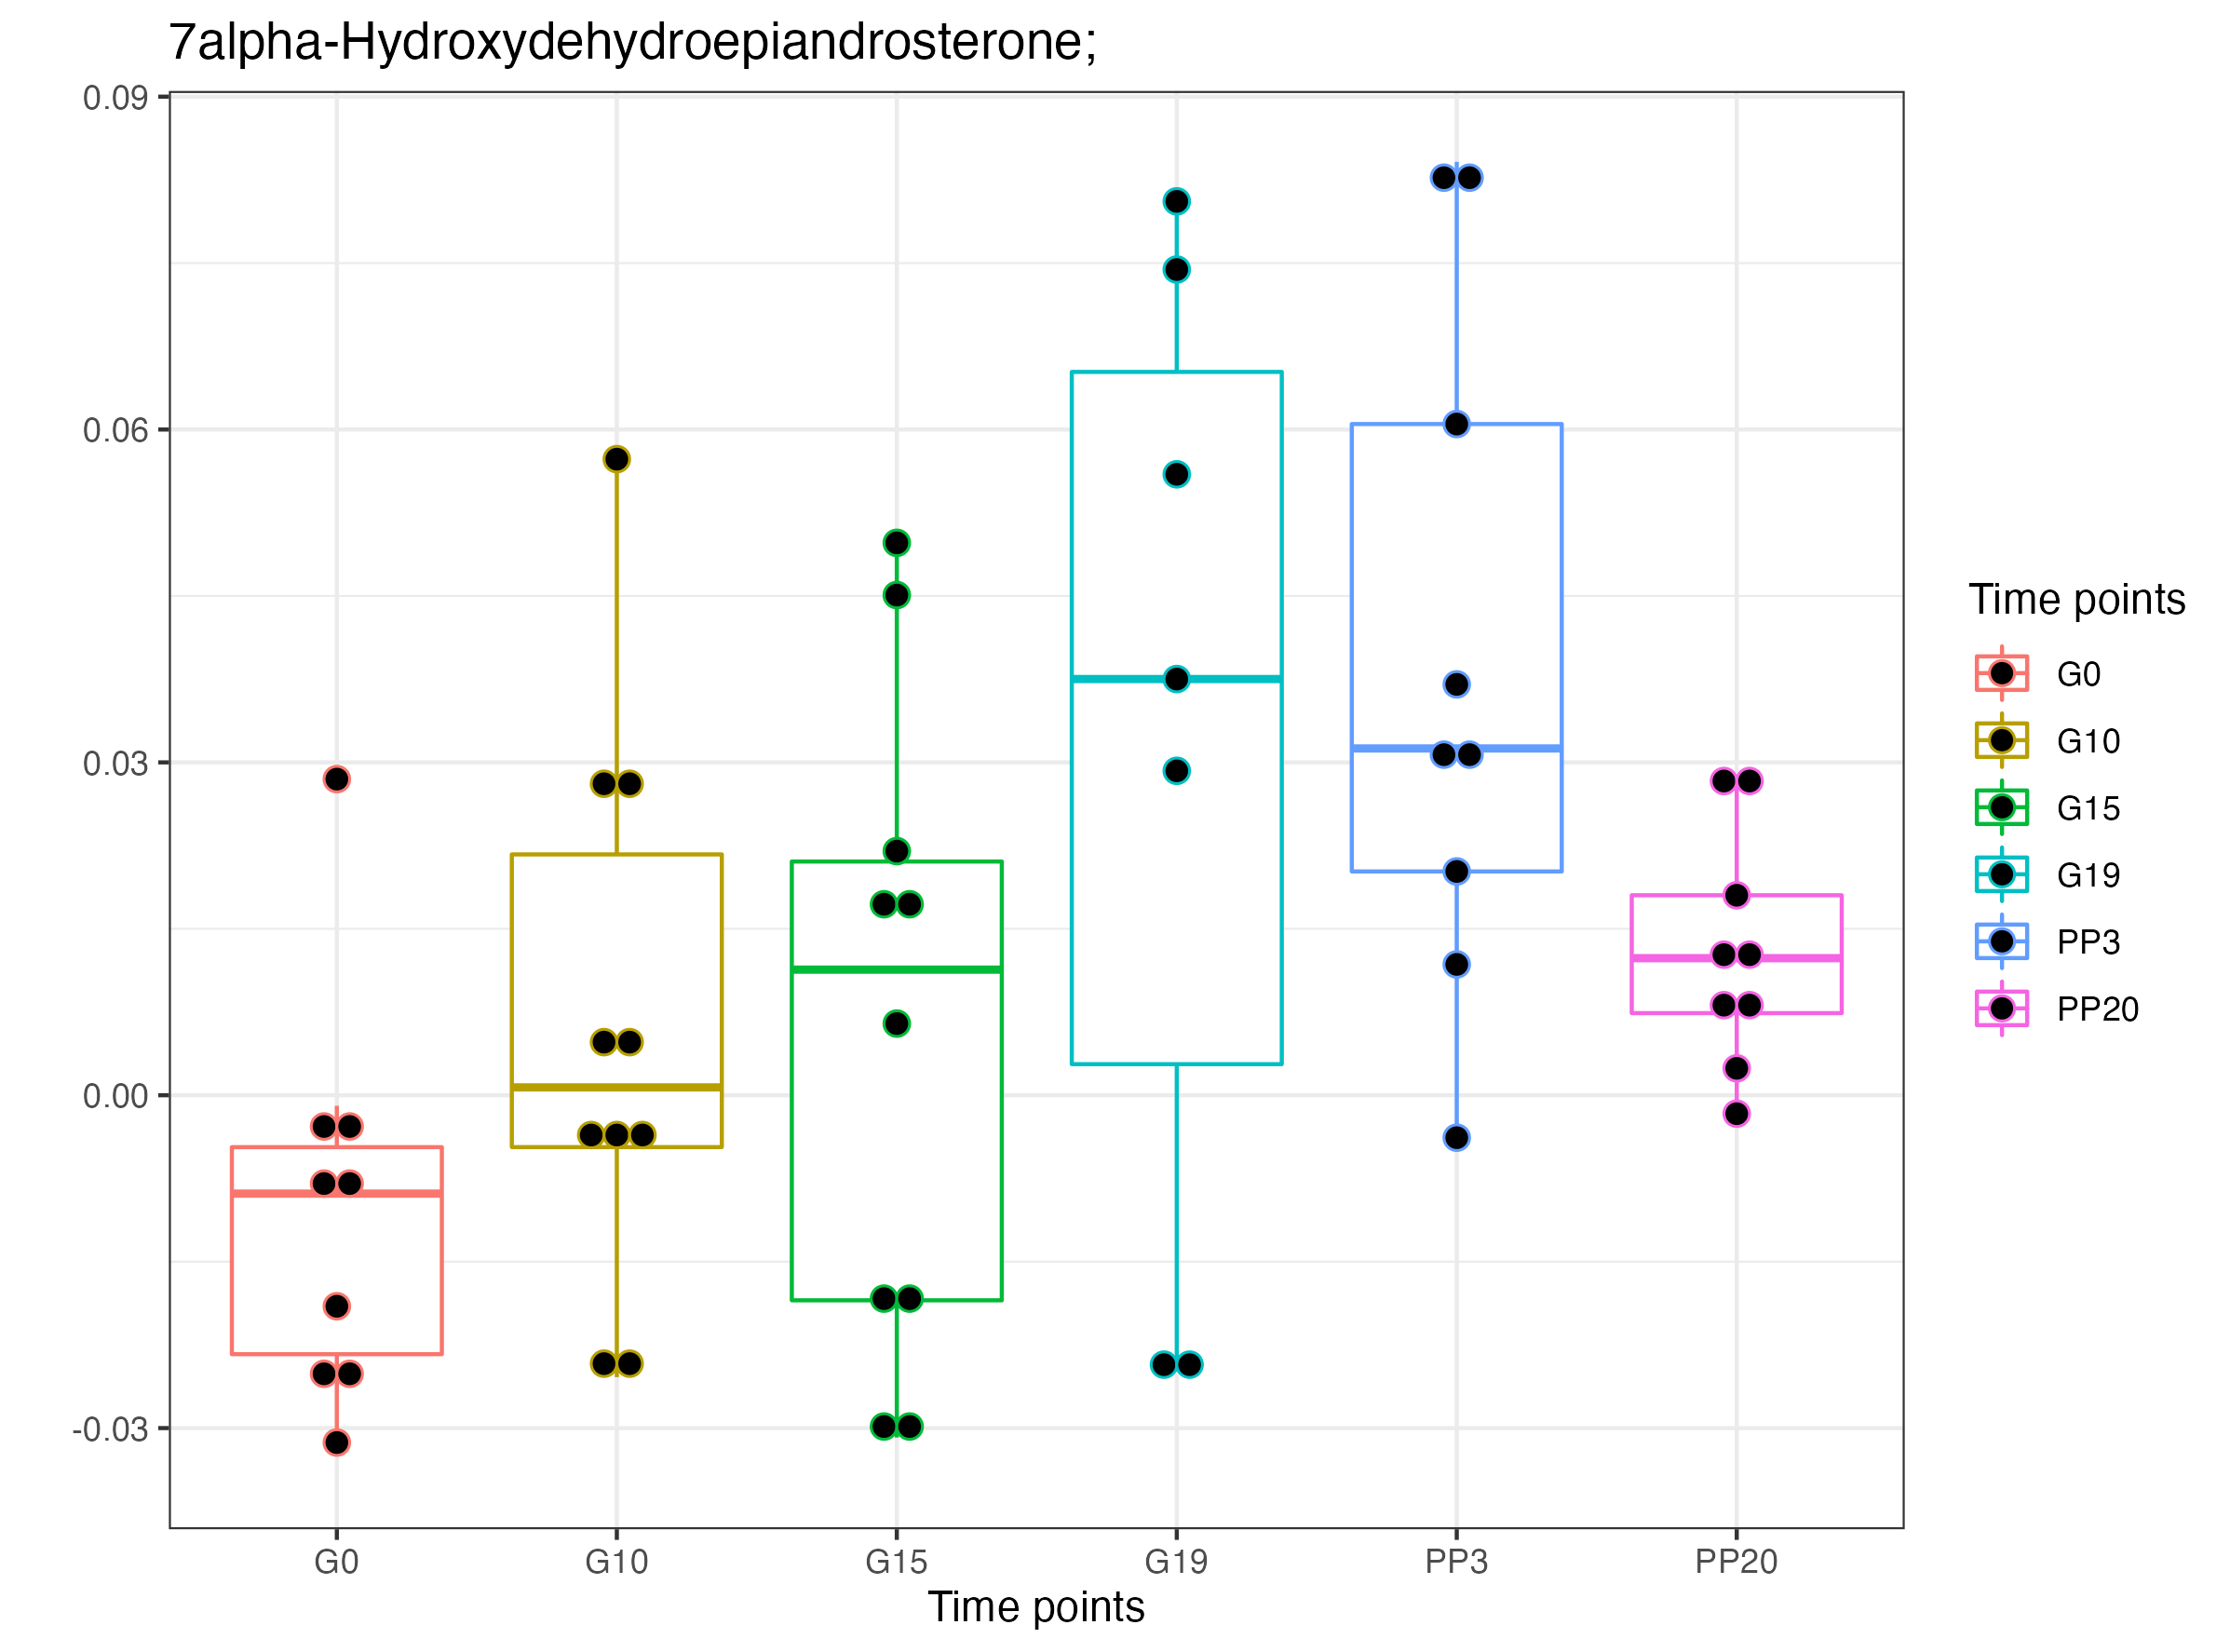 7alpha-Hydroxydehydroepiandrosterone;
0.09
0.06
0.03
0.00
-0.03
G0 G10 G15 G19 PP3 PP20
Time points
Time points
G0
G10
G15
G19
PP3
PP20